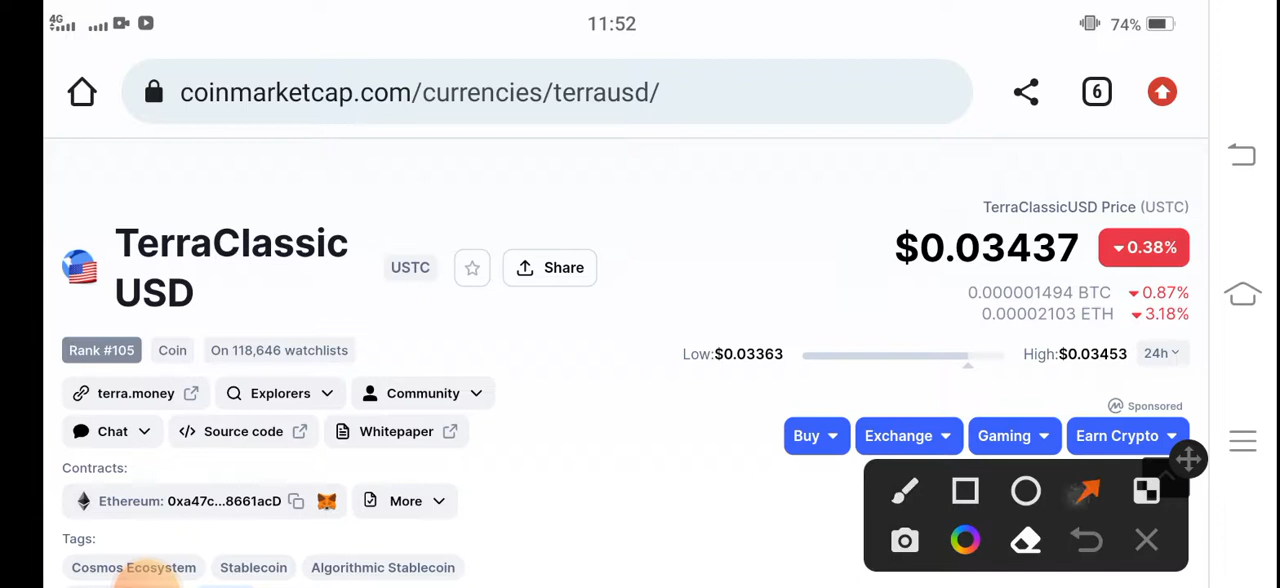 4G 11:52 74%
coinmarketcap.com/currencies/terrausd/ 6
TerraClassicUSD Price (USTC)
TerraClassic
USD
USTC
Share
$0.03437 0.38%
0.000001494 BTC 0.87%
0.00002103 ETH 3.18%
Rank #105 Coin On 118,646 watchlists
Low:$0.03363 High:$0.03453 24h
terra.money Explorers Community
Sponsored
Chat Source code Whitepaper
Buy Exchange Gaming Earn Crypto
Contracts:
Ethereum: 0xa47c...8661acD More
Tags:
Cosmos Ecosystem Stablecoin Algorithmic Stablecoin